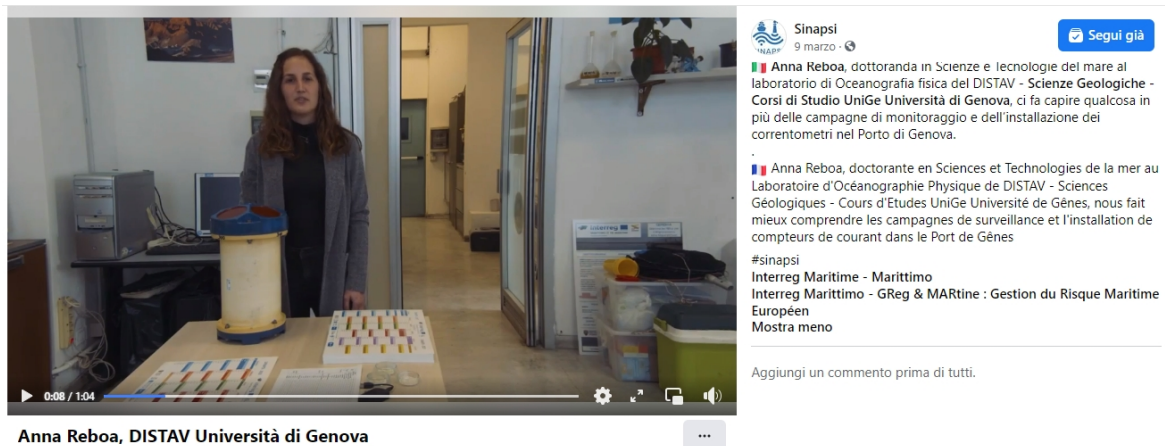 Sinapsi
9 marzo
Segui già
SINAPSI
Anna Reboa, dottoranda in Scienze e Tecnologie del mare al
laboratorio di Oceanografia fisica del DISTAV - Scienze Geologiche -
Corsi di Studio UniGe Università di Genova, ci fa capire qualcosa in
più delle campagne di monitoraggio e dell'installazione dei
correntometri nel Porto di Genova.
.
Anna Reboa, doctorante en Sciences et Technologies de la mer au
Laboratoire d'Océanographie Physique de DISTAV - Sciences
Géologiques - Cours d'Etudes UniGe Université de Gênes, nous fait
mieux comprendre les campagnes de surveillance et l'installation de
compteurs de courant dans le Port de Gênes
#sinapsi
Interreg Maritime - Marittimo
Interreg Marittimo - GReg & MARtine : Gestion du Risque Maritime
Européen
Mostra meno
Aggiungi un commento prima di tutti.
Interreg
0:08 / 1:04
Anna Reboa, DISTAV Università di Genova